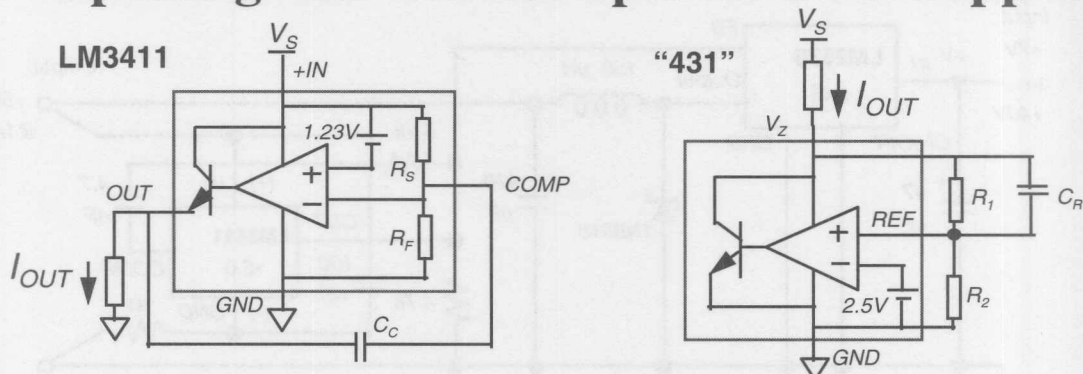 LM3411
V_S
+IN
1.23V
R_S
COMP
OUT
R_F
I_OUT
GND
C_C
"431"
V_S
I_OUT
V_Z
R_1
C_R
REF
2.5V
R_2
GND